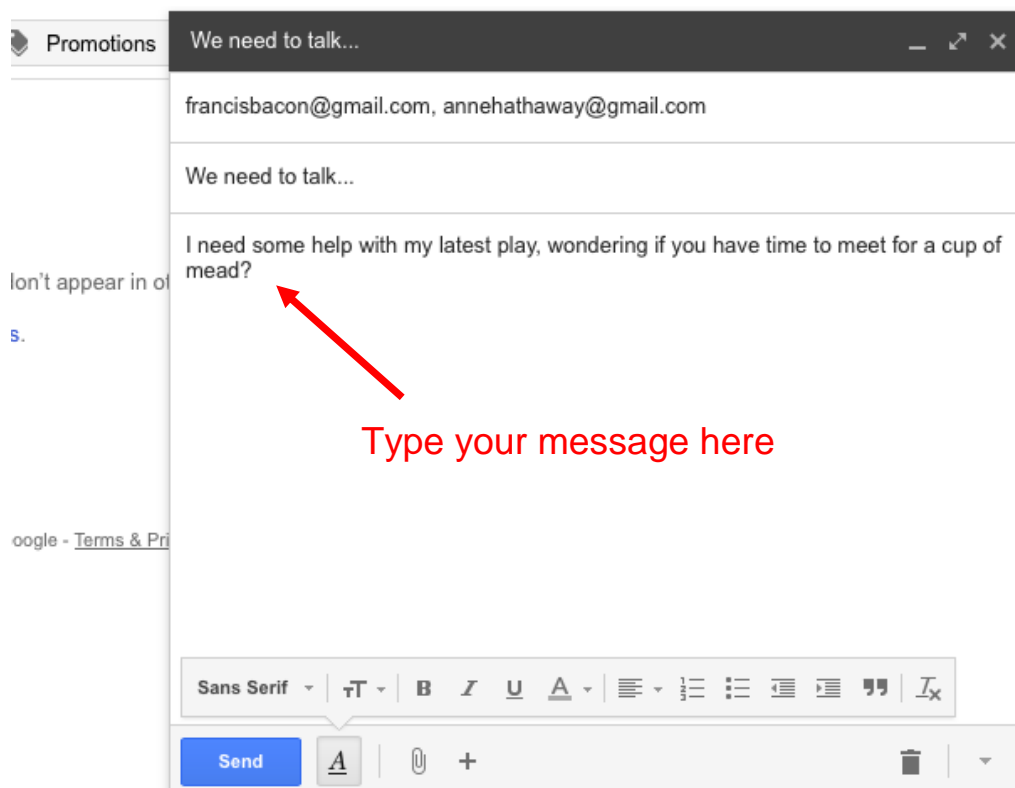 Promotions
We need to talk...
francisbacon@gmail.com, annehathaway@gmail.com
We need to talk...
I need some help with my latest play, wondering if you have time to meet for a cup of
mead?
don't appear in of
s.
Type your message here
oogle - Terms & Pri
Sans Serif
Send